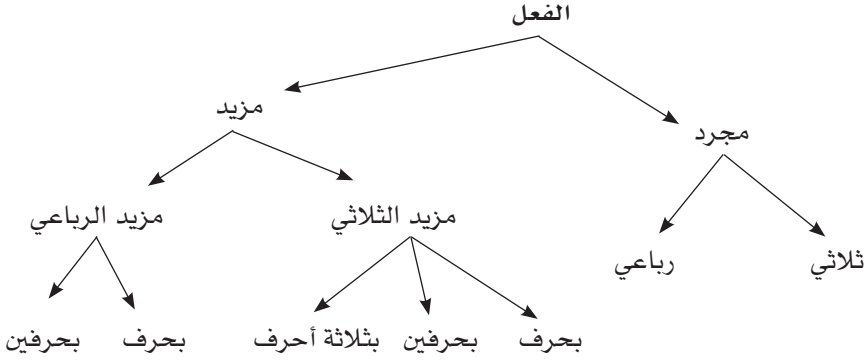 الفعل
مجرد
مزيد
ثلاثي
رباعي
مزيد الثلاثي
مزيد الرباعي
بحرف
بحرفين
بثلاثة أحرف
بحرف
بحرفين